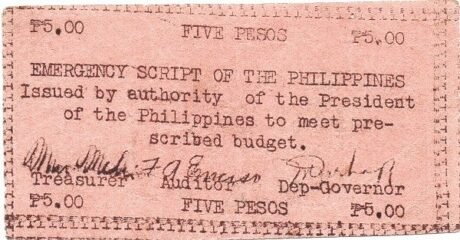 ₱5.00 FIVE PESOS ₱5.00
EMERGENCY SCRIPT OF THE PHILIPPINES
Issued by authority of the President
of the Philippines to meet pre-
scribed budget.
Treasurer Auditor Dep-Governor
₱5.00 FIVE PESOS ₱5.00